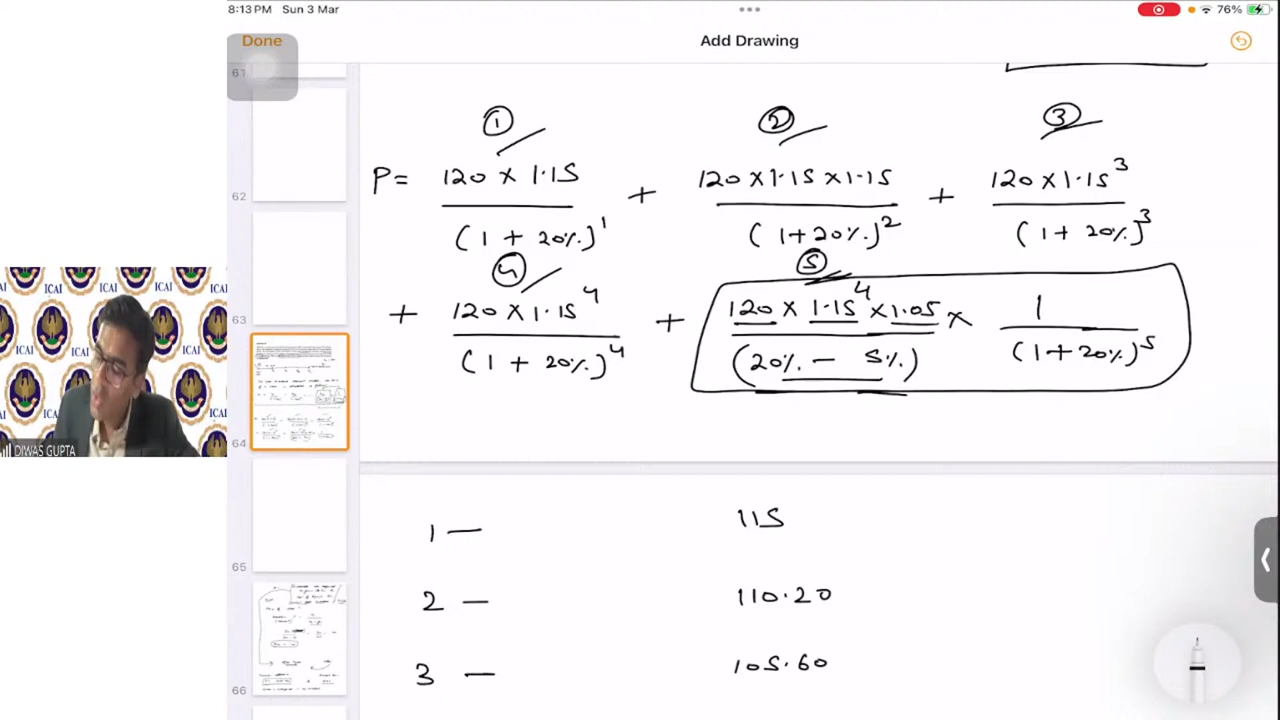 8:13 PM Sun 3 Mar
76%
Done
Add Drawing
61
62
63
64
65
66
① ② ③
P= 120 × 1.15 / (1 + 20%)^1 + 120 × 1.15 × 1.15 / (1+20%)^2 + 120 × 1.15^3 / (1+20%)^3
④ ⑤
+ 120 × 1.15^4 / (1 + 20%)^4 + 120 × 1.15^4 × 1.05 / (20% – 5%) × 1 / (1+20%)^5
1 — 115
2 — 110.20
3 — 105.60
ICAI
ICAI
ICAI
DIWAS GUPTA